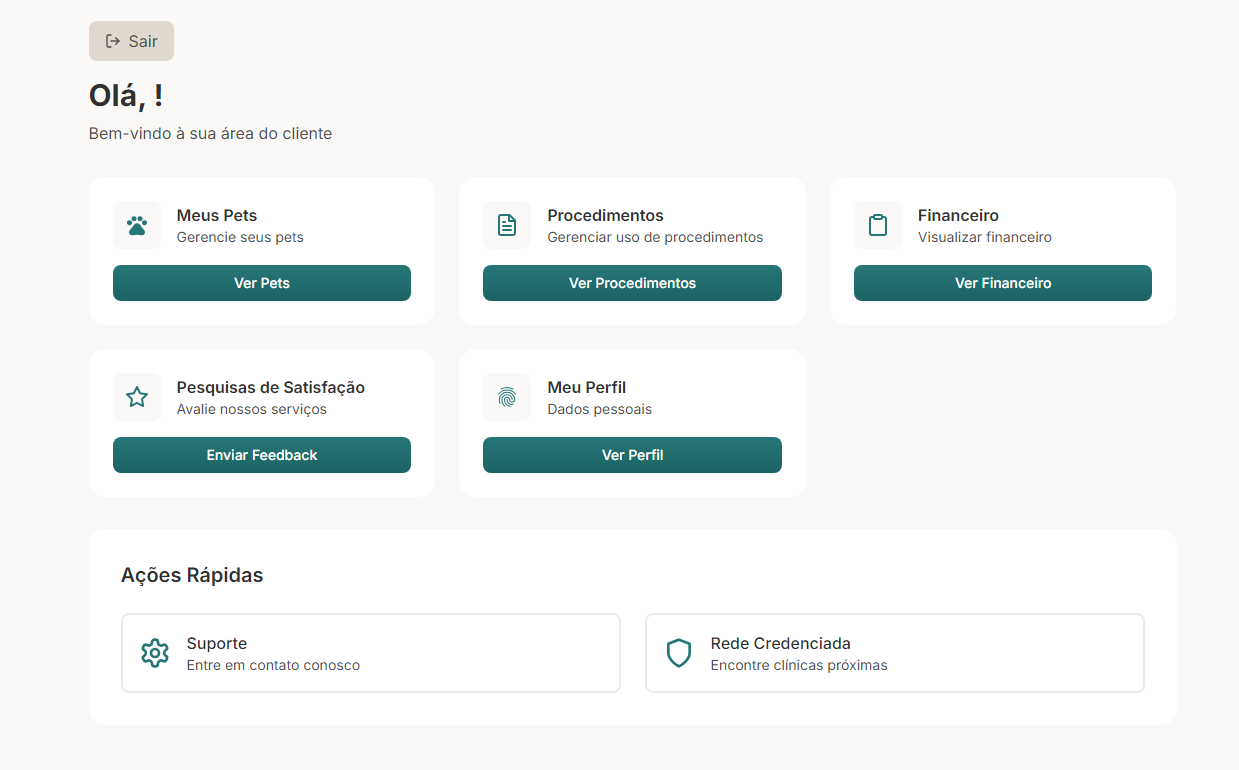 Sair
Olá, !
Bem-vindo à sua área do cliente
Meus Pets
Gerencie seus pets
Ver Pets
Procedimentos
Gerenciar uso de procedimentos
Ver Procedimentos
Financeiro
Visualizar financeiro
Ver Financeiro
Pesquisas de Satisfação
Avalie nossos serviços
Enviar Feedback
Meu Perfil
Dados pessoais
Ver Perfil
Ações Rápidas
Suporte
Entre em contato conosco
Rede Credenciada
Encontre clínicas próximas